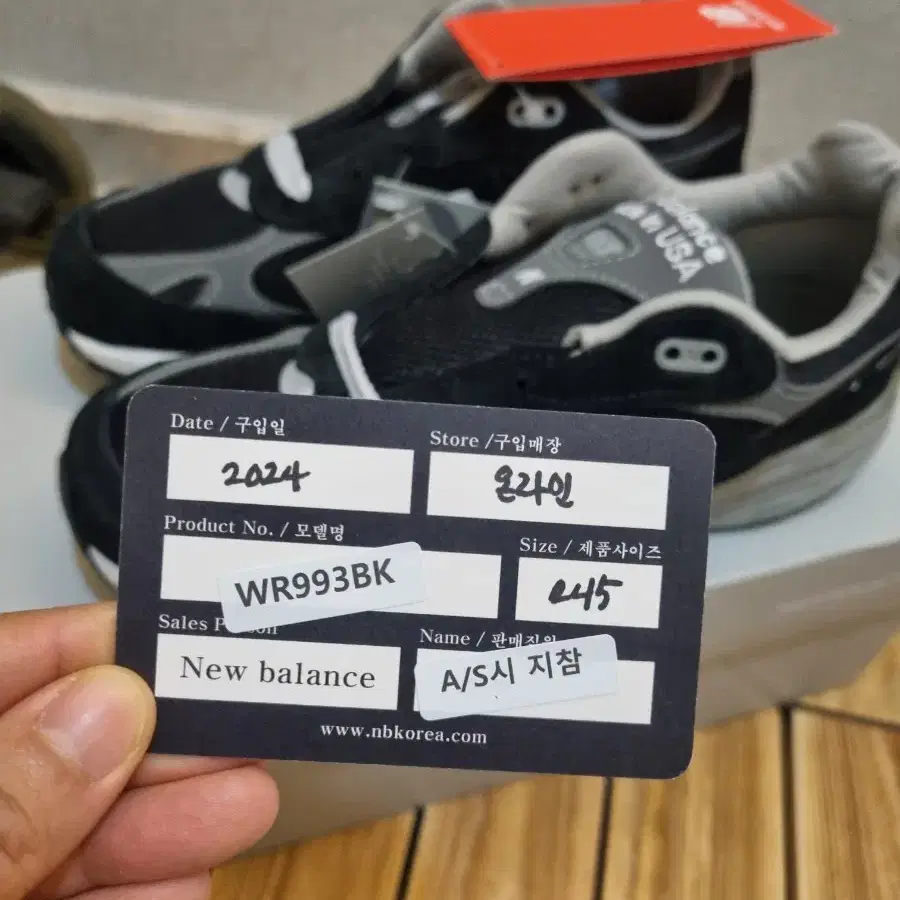 balance
in USA
Date / 구입일
Store /구입매장
2024
온라인
Product No. / 모델명
Size / 제품사이즈
WR993BK
245
Sales
Name / 판매직원
New balance
A/S시 지참
www.nbkorea.com